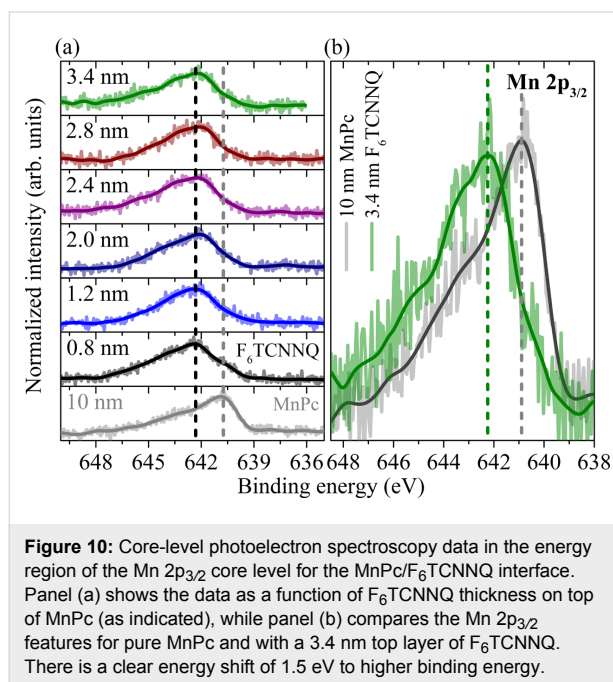 (a)
3.4 nm
2.8 nm
2.4 nm
2.0 nm
1.2 nm
0.8 nm
F₆TCNNQ
10 nm
MnPc
Normalized intensity (arb. units)
648 645 642 639 636
(b)
Mn 2p₃/₂
10 nm MnPc
3.4 nm F₆TCNNQ
648 646 644 642 640 638
Binding energy (eV)
Figure 10: Core-level photoelectron spectroscopy data in the energy
region of the Mn 2p₃/₂ core level for the MnPc/F₆TCNNQ interface.
Panel (a) shows the data as a function of F₆TCNNQ thickness on top
of MnPc (as indicated), while panel (b) compares the Mn 2p₃/₂
features for pure MnPc and with a 3.4 nm top layer of F₆TCNNQ.
There is a clear energy shift of 1.5 eV to higher binding energy.